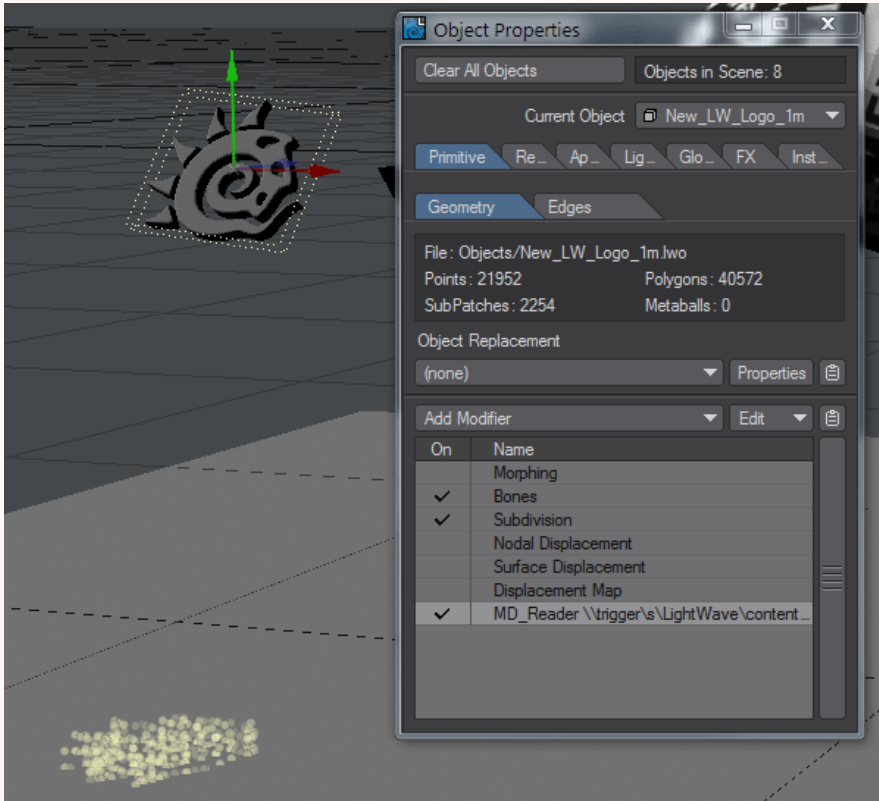 Object Properties
Clear All Objects Objects in Scene: 8
Current Object New_LW_Logo_1m
Primitive Re... Ap... Lig... Glo... FX Inst...
Geometry Edges
File: Objects/New_LW_Logo_1m.lwo
Points: 21952 Polygons: 40572
SubPatches: 2254 Metaballs: 0
Object Replacement
(none) Properties
Add Modifier Edit
On Name
Morphing
Bones
Subdivision
Nodal Displacement
Surface Displacement
Displacement Map
MD_Reader \\trigger\s\LightWave\content...